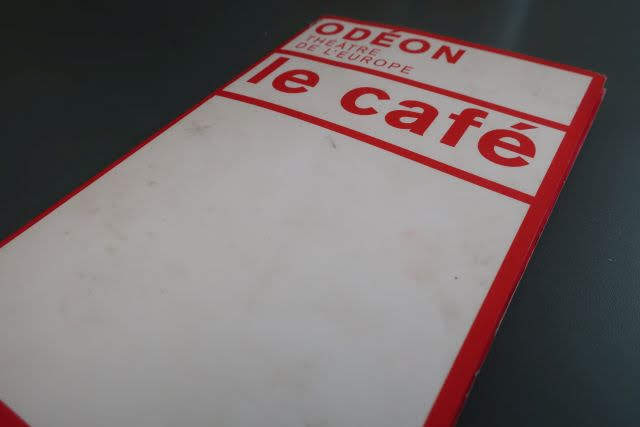 ODÉON
THÉÂTRE
DE L'EUROPE
le café